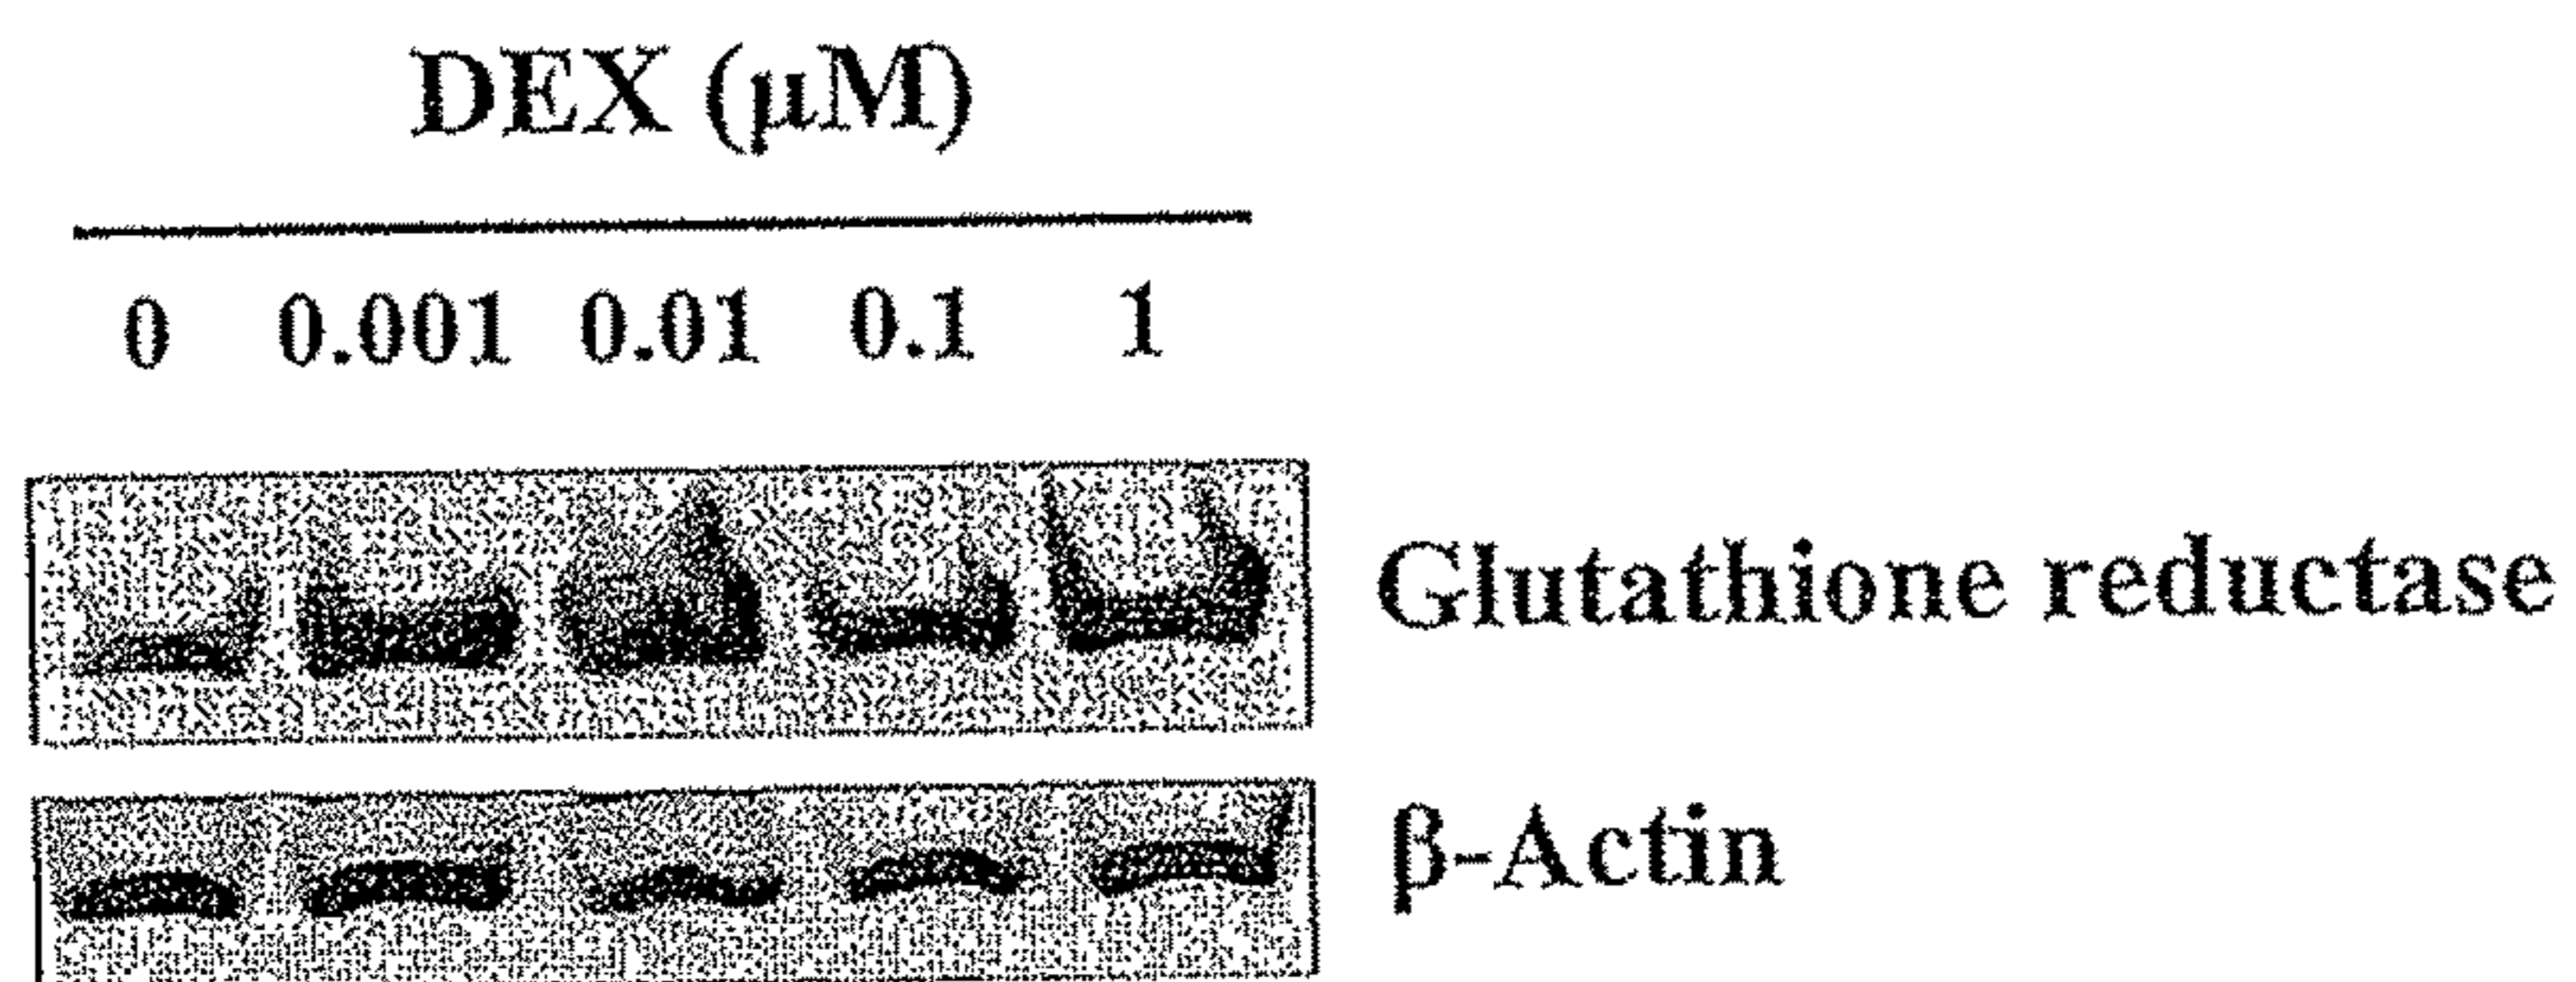 DEX (µM)
0 0.001 0.01 0.1 1
Glutathione reductase
β-Actin